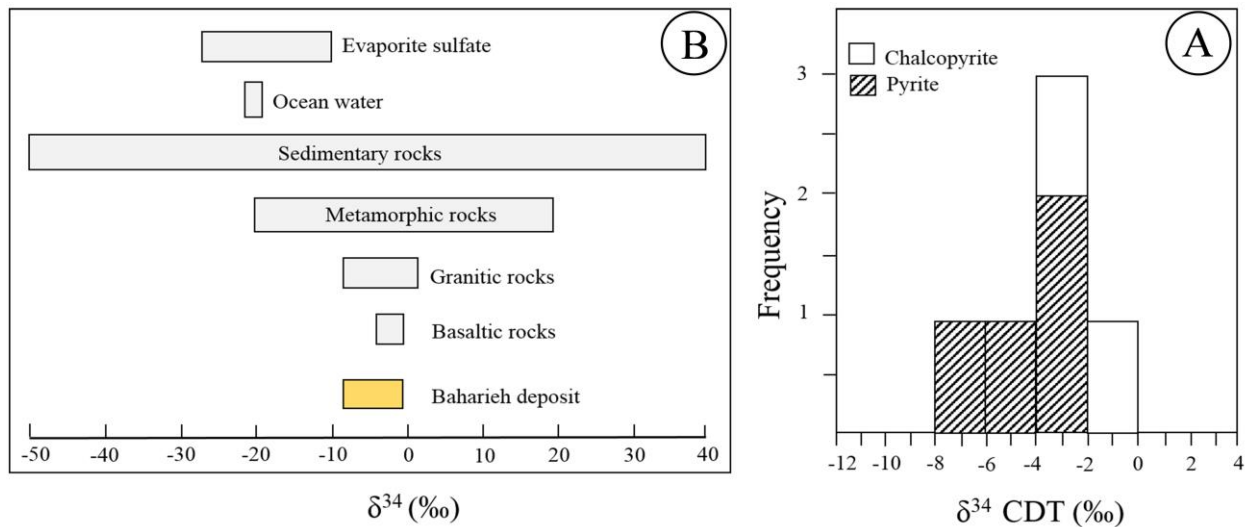 B
Evaporite sulfate
Ocean water
Sedimentary rocks
Metamorphic rocks
Granitic rocks
Basaltic rocks
Baharieh deposit
-50 -40 -30 -20 -10 0 10 20 30 40
δ³⁴ (‰)
A
Chalcopyrite
Pyrite
Frequency
3
2
1
-12 -10 -8 -6 -4 -2 0 2 4
δ³⁴ CDT (‰)